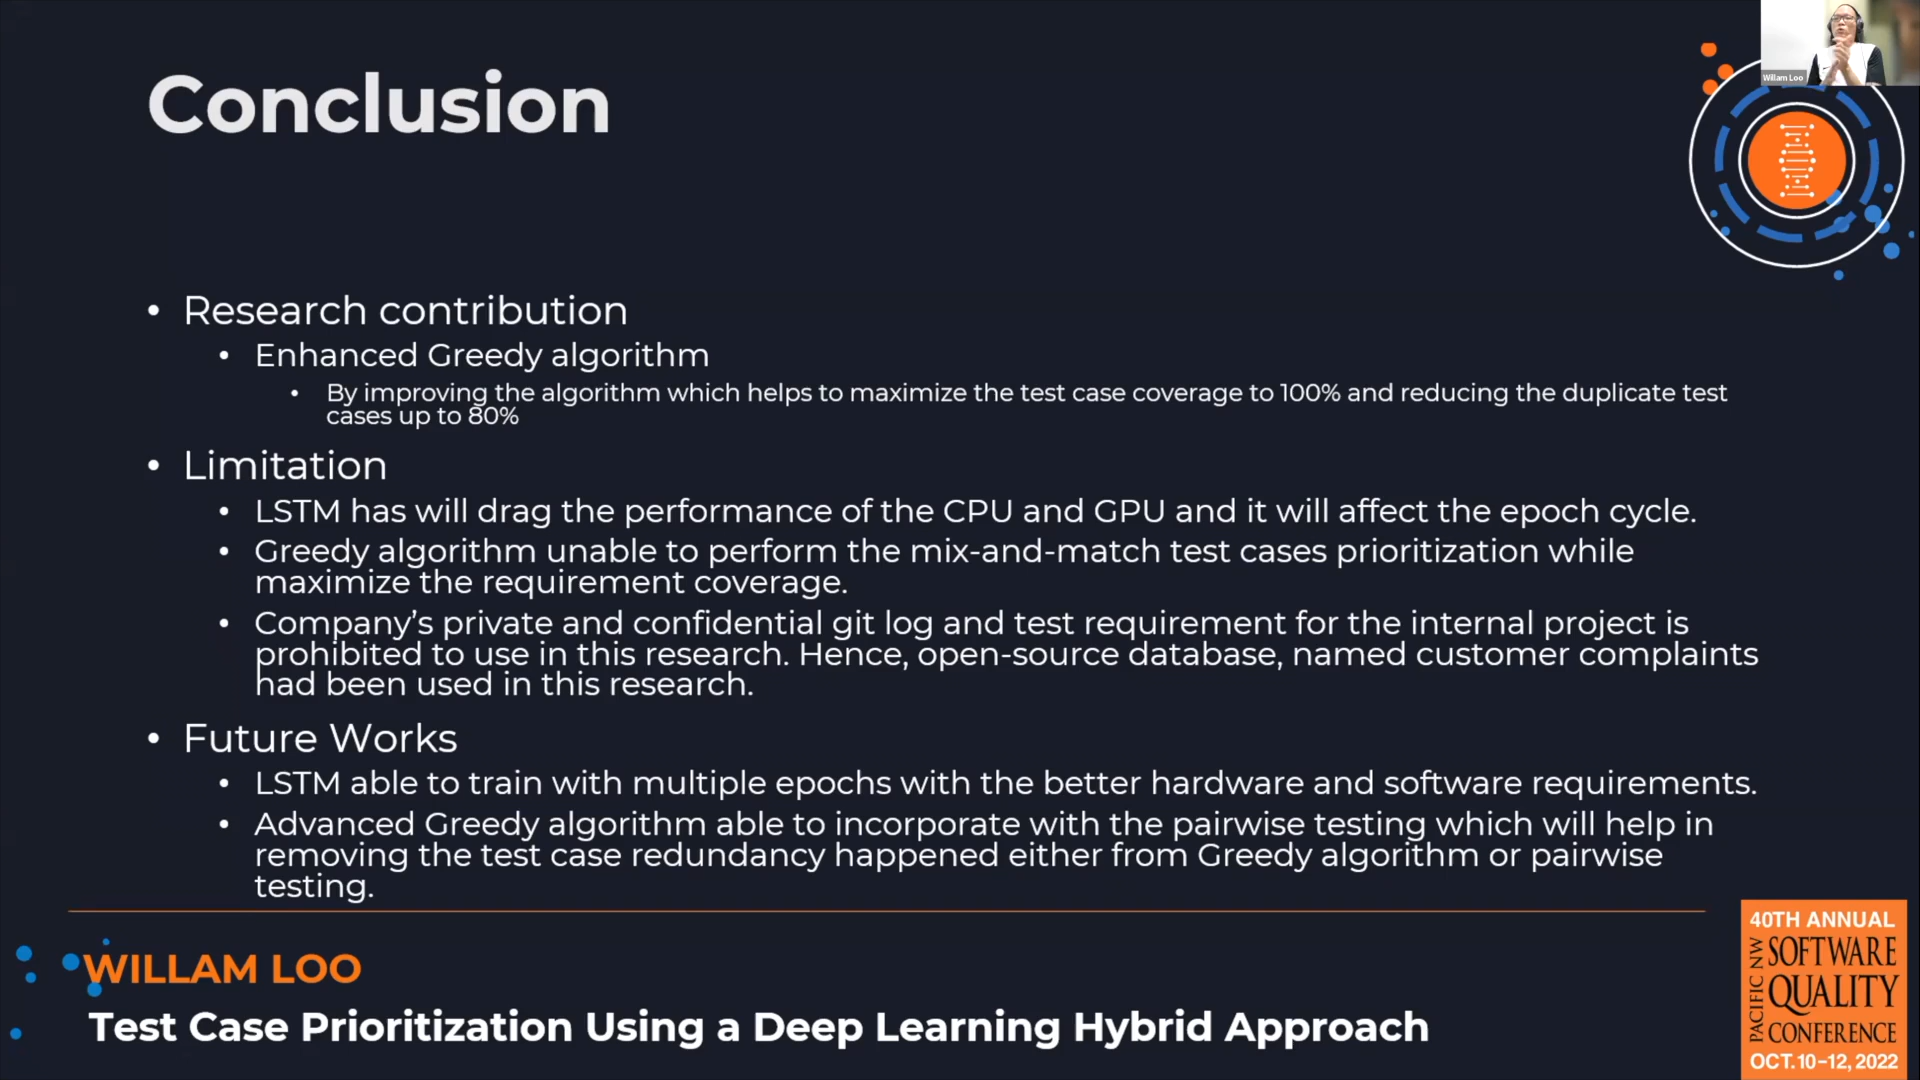 Willam Loo
Conclusion
• Research contribution
• Enhanced Greedy algorithm
• By improving the algorithm which helps to maximize the test case coverage to 100% and reducing the duplicate test
cases up to 80%
• Limitation
• LSTM has will drag the performance of the CPU and GPU and it will affect the epoch cycle.
• Greedy algorithm unable to perform the mix-and-match test cases prioritization while
maximize the requirement coverage.
• Company’s private and confidential git log and test requirement for the internal project is
prohibited to use in this research. Hence, open-source database, named customer complaints
had been used in this research.
• Future Works
• LSTM able to train with multiple epochs with the better hardware and software requirements.
• Advanced Greedy algorithm able to incorporate with the pairwise testing which will help in
removing the test case redundancy happened either from Greedy algorithm or pairwise
testing.
WILLAM LOO
Test Case Prioritization Using a Deep Learning Hybrid Approach
40TH ANNUAL
PACIFIC NW
SOFTWARE
QUALITY
CONFERENCE
OCT. 10–12, 2022